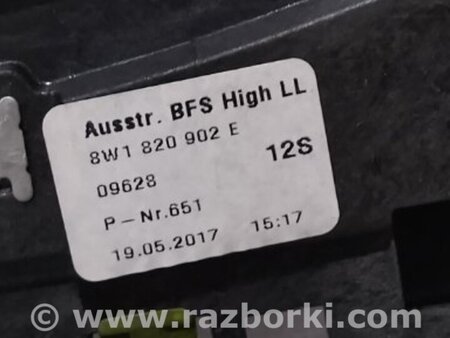 Ausstr. BFS High LL
8W1 820 902 E
12S
09628
P-Nr.651
19.05.2017 15:17
© www.razborki.com